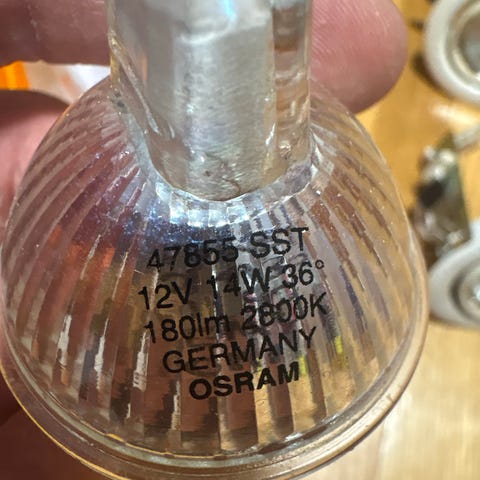 47855 SST
12V 14W 36°
180lm 2800K
GERMANY
OSRAM